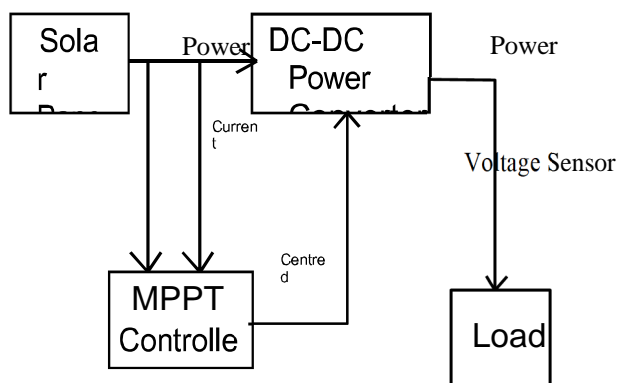 Sola
r
Power
DC-DC
Power
Power
Curren
t
Voltage Sensor
Centre
d
MPPT
Controlle
Load